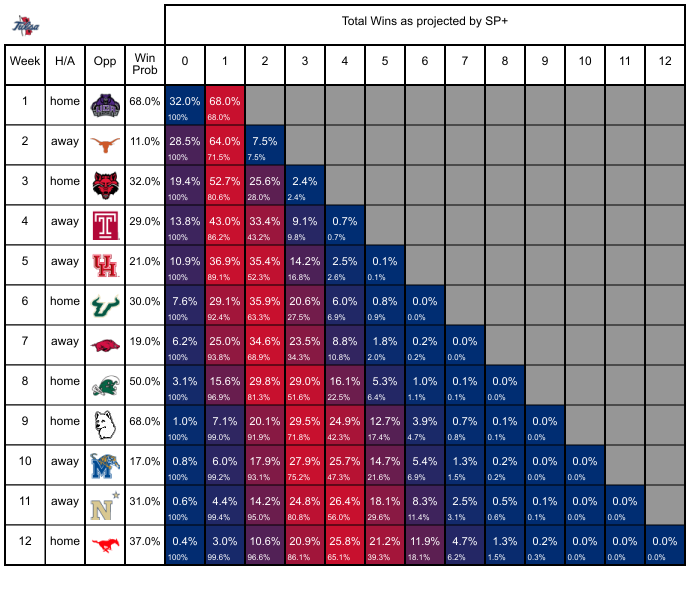 Tulsa
Total Wins as projected by SP+
Week H/A Opp Win Prob 0 1 2 3 4 5 6 7 8 9 10 11 12
1 home 68.0% 32.0% 68.0%
100% 68.0%
2 away 11.0% 28.5% 64.0% 7.5%
100% 71.5% 7.5%
3 home 32.0% 19.4% 52.7% 25.6% 2.4%
100% 80.6% 28.0% 2.4%
4 away T 29.0% 13.8% 43.0% 33.4% 9.1% 0.7%
100% 86.2% 43.2% 9.8% 0.7%
5 away UH 21.0% 10.9% 36.9% 35.4% 14.2% 2.5% 0.1%
100% 89.1% 52.3% 16.8% 2.6% 0.1%
6 home 30.0% 7.6% 29.1% 35.9% 20.6% 6.0% 0.8% 0.0%
100% 92.4% 63.3% 27.5% 6.9% 0.9% 0.0%
7 away 19.0% 6.2% 25.0% 34.6% 23.5% 8.8% 1.8% 0.2% 0.0%
100% 93.8% 68.9% 34.3% 10.8% 2.0% 0.2% 0.0%
8 home 50.0% 3.1% 15.6% 29.8% 29.0% 16.1% 5.3% 1.0% 0.1% 0.0%
100% 96.9% 81.3% 51.6% 22.5% 6.4% 1.1% 0.1% 0.0%
9 home 68.0% 1.0% 7.1% 20.1% 29.5% 24.9% 12.7% 3.9% 0.7% 0.1% 0.0%
100% 99.0% 91.9% 71.8% 42.3% 17.4% 4.7% 0.8% 0.1% 0.0%
10 away M 17.0% 0.8% 6.0% 17.9% 27.9% 25.7% 14.7% 5.4% 1.3% 0.2% 0.0% 0.0%
100% 99.2% 93.1% 75.2% 47.3% 21.6% 6.9% 1.5% 0.2% 0.0% 0.0%
11 away N 31.0% 0.6% 4.4% 14.2% 24.8% 26.4% 18.1% 8.3% 2.5% 0.5% 0.1% 0.0% 0.0%
100% 99.4% 95.0% 80.8% 56.0% 29.6% 11.4% 3.1% 0.6% 0.1% 0.0% 0.0%
12 home 37.0% 0.4% 3.0% 10.6% 20.9% 25.8% 21.2% 11.9% 4.7% 1.3% 0.2% 0.0% 0.0% 0.0%
100% 99.6% 96.6% 86.1% 65.1% 39.3% 18.1% 6.2% 1.5% 0.3% 0.0% 0.0% 0.0%